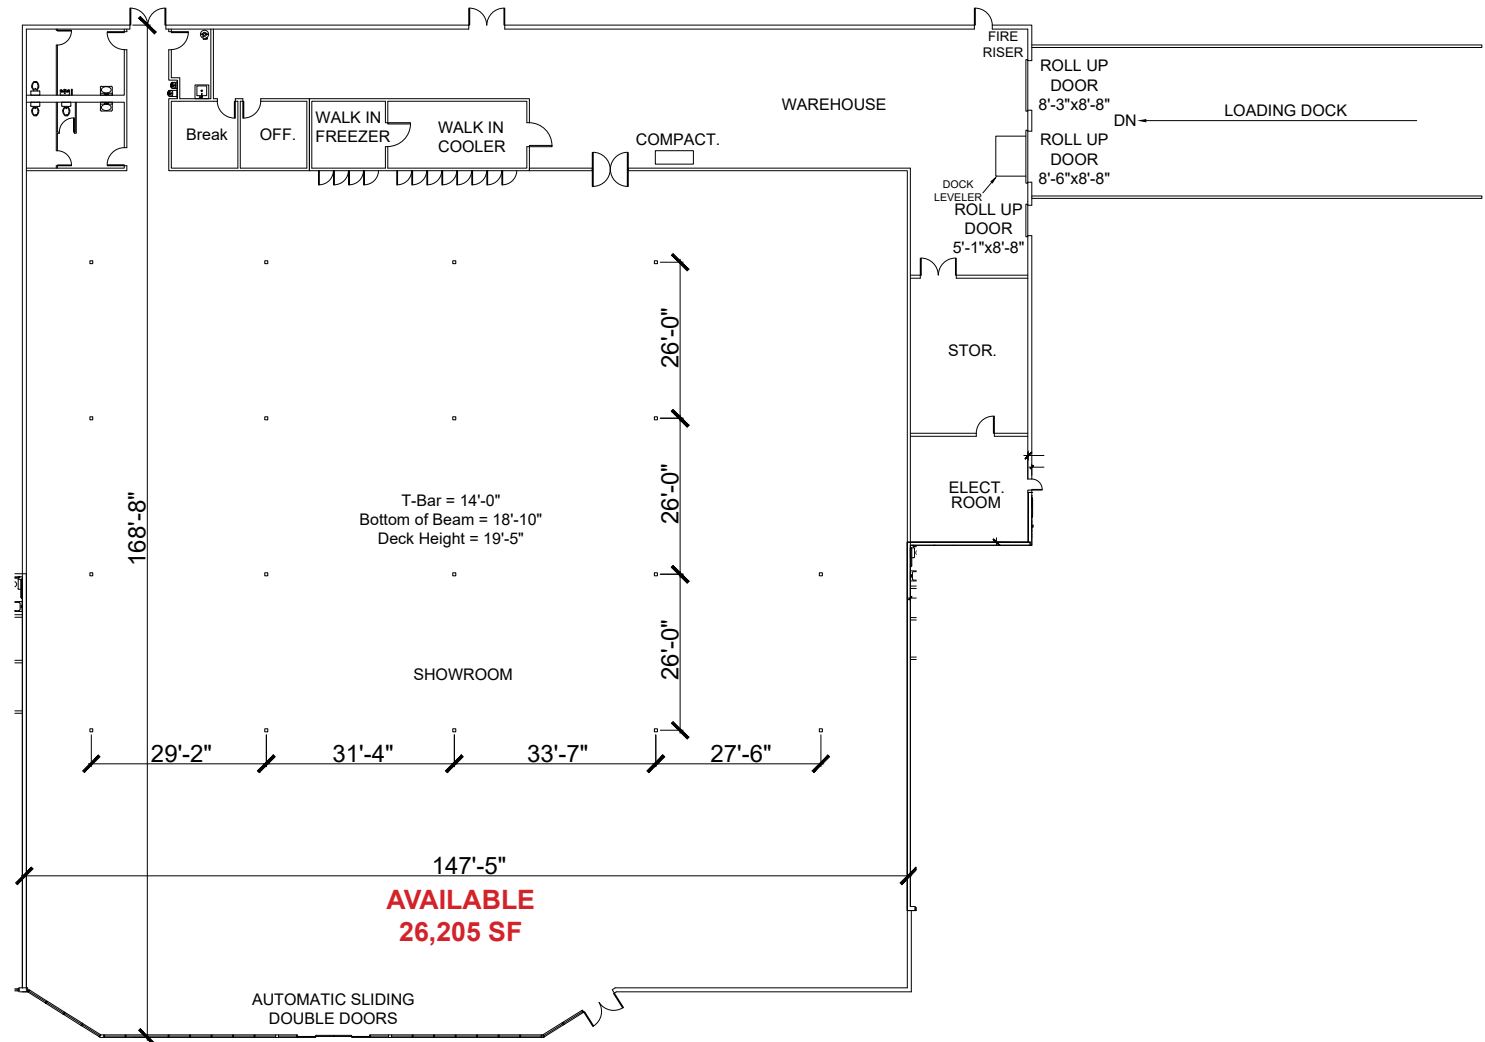 FIRE
RISER
ROLL UP
DOOR
8'-3"x8'-8"
WAREHOUSE
DN
LOADING DOCK
Break
OFF.
WALK IN
FREEZER
WALK IN
COOLER
COMPACT.
ROLL UP
DOOR
8'-6"x8'-8"
DOCK
LEVELER
ROLL UP
DOOR
5'-1"x8'-8"
26'-0"
STOR.
168'-8"
T-Bar = 14'-0"
Bottom of Beam = 18'-10"
Deck Height = 19'-5"
26'-0"
ELECT.
ROOM
26'-0"
SHOWROOM
29'-2"
31'-4"
33'-7"
27'-6"
147'-5"
AVAILABLE
26,205 SF
AUTOMATIC SLIDING
DOUBLE DOORS